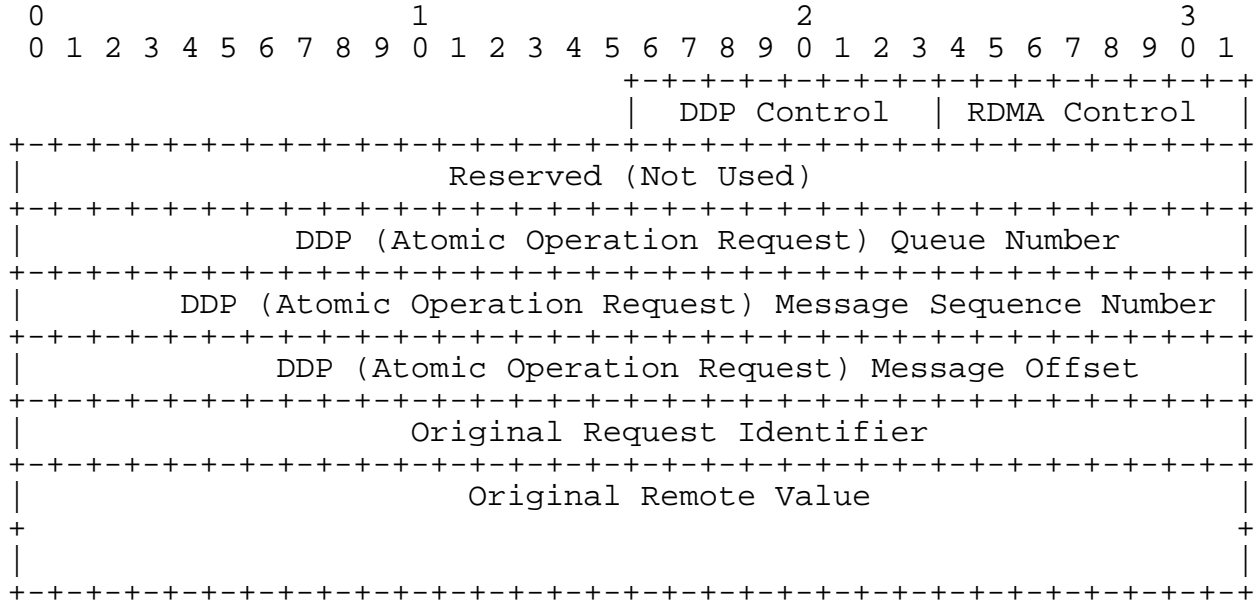 0                   1                   2                   3
 0 1 2 3 4 5 6 7 8 9 0 1 2 3 4 5 6 7 8 9 0 1 2 3 4 5 6 7 8 9 0 1
                                +-+-+-+-+-+-+-+-+-+-+-+-+-+-+-+-+
                                |  DDP Control  | RDMA Control  |
+-+-+-+-+-+-+-+-+-+-+-+-+-+-+-+-+-+-+-+-+-+-+-+-+-+-+-+-+-+-+-+-+
|                      Reserved (Not Used)                      |
+-+-+-+-+-+-+-+-+-+-+-+-+-+-+-+-+-+-+-+-+-+-+-+-+-+-+-+-+-+-+-+-+
|              DDP (Atomic Operation Request) Queue Number      |
+-+-+-+-+-+-+-+-+-+-+-+-+-+-+-+-+-+-+-+-+-+-+-+-+-+-+-+-+-+-+-+-+
|        DDP (Atomic Operation Request) Message Sequence Number |
+-+-+-+-+-+-+-+-+-+-+-+-+-+-+-+-+-+-+-+-+-+-+-+-+-+-+-+-+-+-+-+-+
|             DDP (Atomic Operation Request) Message Offset     |
+-+-+-+-+-+-+-+-+-+-+-+-+-+-+-+-+-+-+-+-+-+-+-+-+-+-+-+-+-+-+-+-+
|                    Original Request Identifier                |
+-+-+-+-+-+-+-+-+-+-+-+-+-+-+-+-+-+-+-+-+-+-+-+-+-+-+-+-+-+-+-+-+
|                       Original Remote Value                   |
+                                                               +
|                                                               |
+-+-+-+-+-+-+-+-+-+-+-+-+-+-+-+-+-+-+-+-+-+-+-+-+-+-+-+-+-+-+-+-+